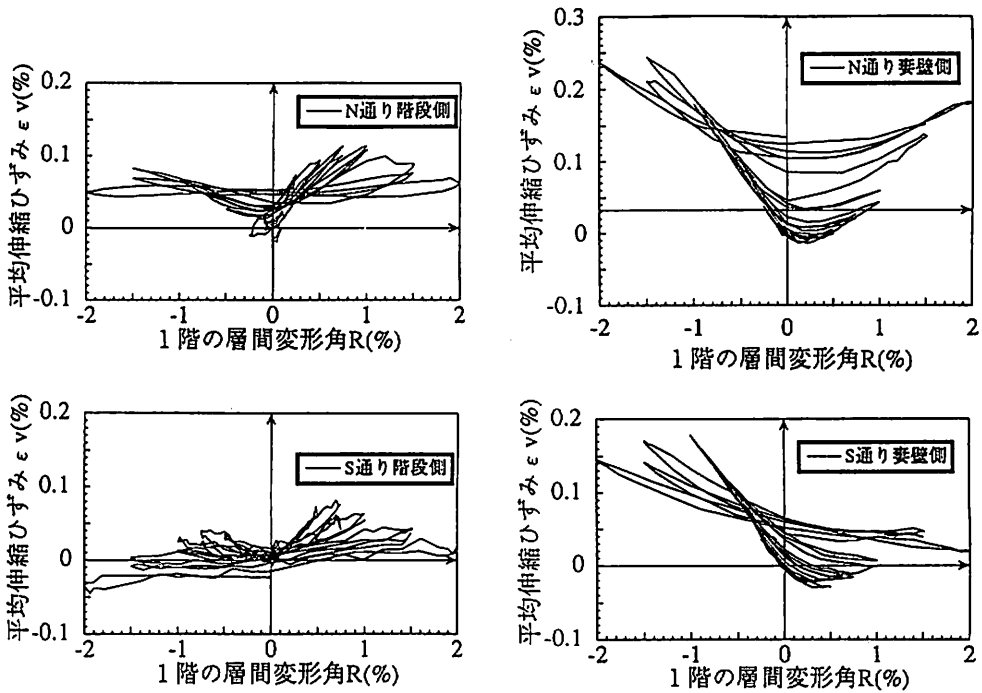 平均伸縮ひずみ ε v(%)
0.2
0.1
0
-0.1
N通り階段側
-2 -1 0 1 2
1階の層間変形角R(%)
平均伸縮ひずみ ε v(%)
0.3
0.2
0.1
0
-0.1
N通り妻壁側
-2 -1 0 1 2
1階の層間変形角R(%)
平均伸縮ひずみ ε v(%)
0.2
0.1
0
-0.1
S通り階段側
-2 -1 0 1 2
1階の層間変形角R(%)
平均伸縮ひずみ ε v(%)
0.2
0.1
0
-0.1
S通り妻壁側
-2 -1 0 1 2
1階の層間変形角R(%)